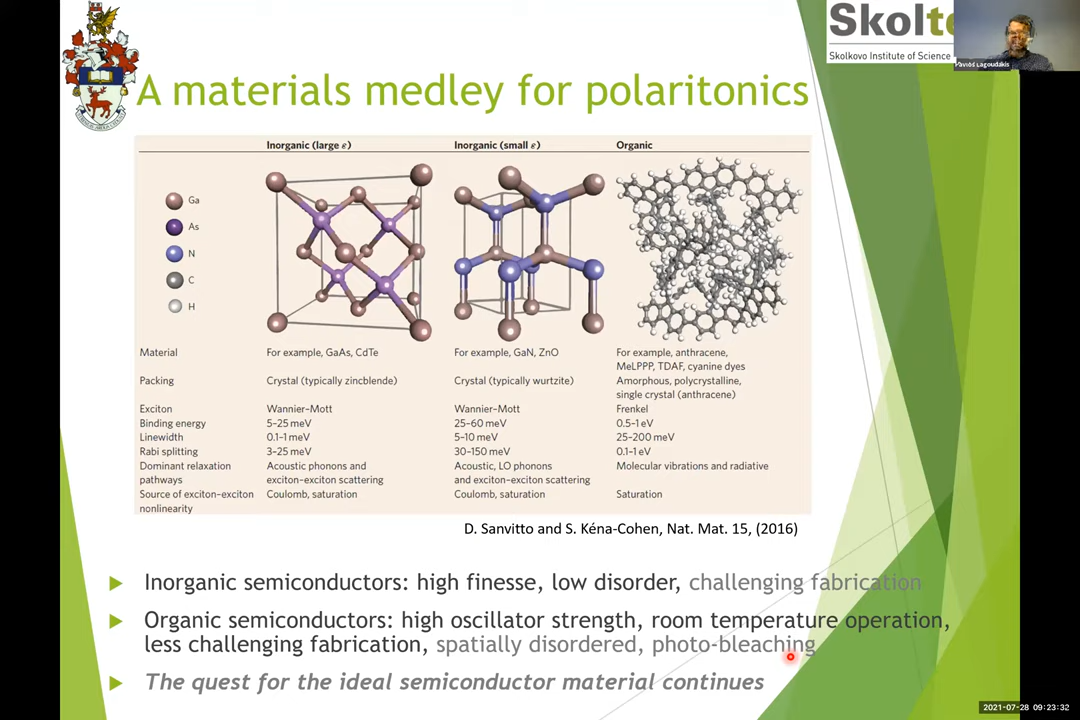 Skolte
Skolkovo Institute of Science
Pavlos Lagoudakis
A materials medley for polaritonics
Inorganic (large ε) Inorganic (small ε) Organic
Ga
As
N
C
H
Material For example, GaAs, CdTe For example, GaN, ZnO For example, anthracene,
MeLPPP, TDAF, cyanine dyes
Packing Crystal (typically zincblende) Crystal (typically wurtzite) Amorphous, polycrystalline,
single crystal (anthracene)
Exciton Wannier–Mott Wannier–Mott Frenkel
Binding energy 5–25 meV 25–60 meV 0.5–1 eV
Linewidth 0.1–1 meV 5–10 meV 25–200 meV
Rabi splitting 3–25 meV 30–150 meV 0.1–1 eV
Dominant relaxation Acoustic phonons and Acoustic, LO phonons Molecular vibrations and radiative
pathways exciton–exciton scattering and exciton–exciton scattering
Source of exciton–exciton Coulomb, saturation Coulomb, saturation Saturation
nonlinearity
D. Sanvitto and S. Kéna-Cohen, Nat. Mat. 15, (2016)
Inorganic semiconductors: high finesse, low disorder, challenging fabrication
Organic semiconductors: high oscillator strength, room temperature operation,
less challenging fabrication, spatially disordered, photo-bleaching
The quest for the ideal semiconductor material continues
2021-07-28 09:23:32